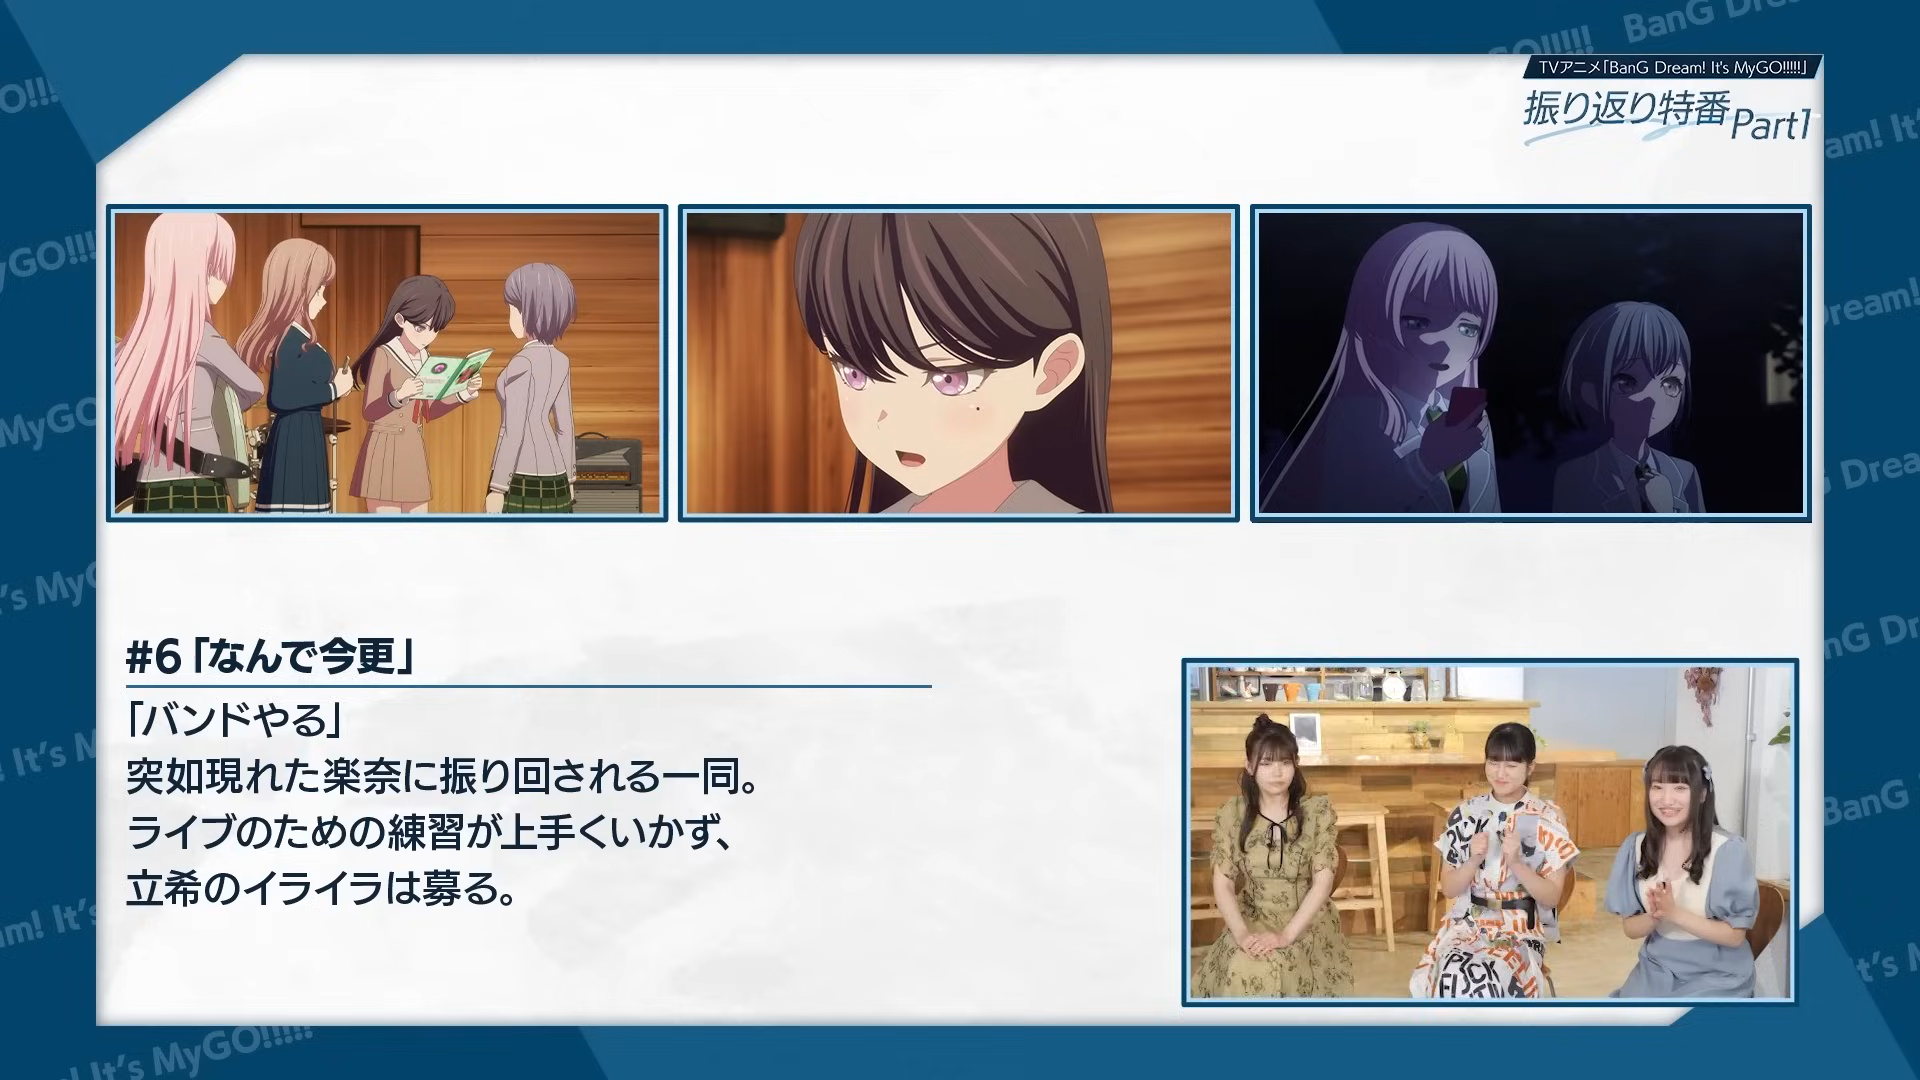 TVアニメ「BanG Dream! It's MyGO!!!!!」
振り返り特番Part1
#6「なんで今更」
「バンドやる」
突如現れた楽奈に振り回される一同。
ライブのための練習が上手くいかず、
立希のイライラは募る。